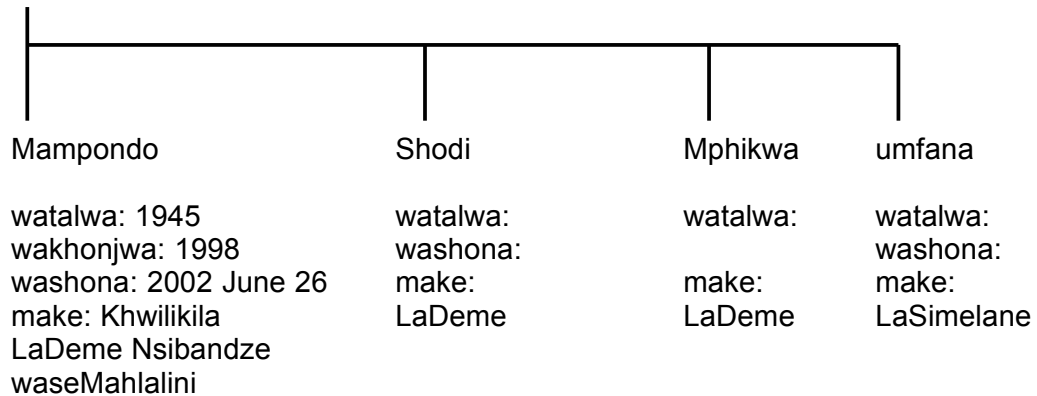 Mampondo Shodi Mphikwa umfana
watalwa: 1945 watalwa: watalwa: watalwa:
wakhonjwa: 1998 washona: washona:
washona: 2002 June 26 make: make: make:
make: Khwilikila LaDeme LaDeme LaSimelane
LaDeme Nsibandze
waseMahlalini